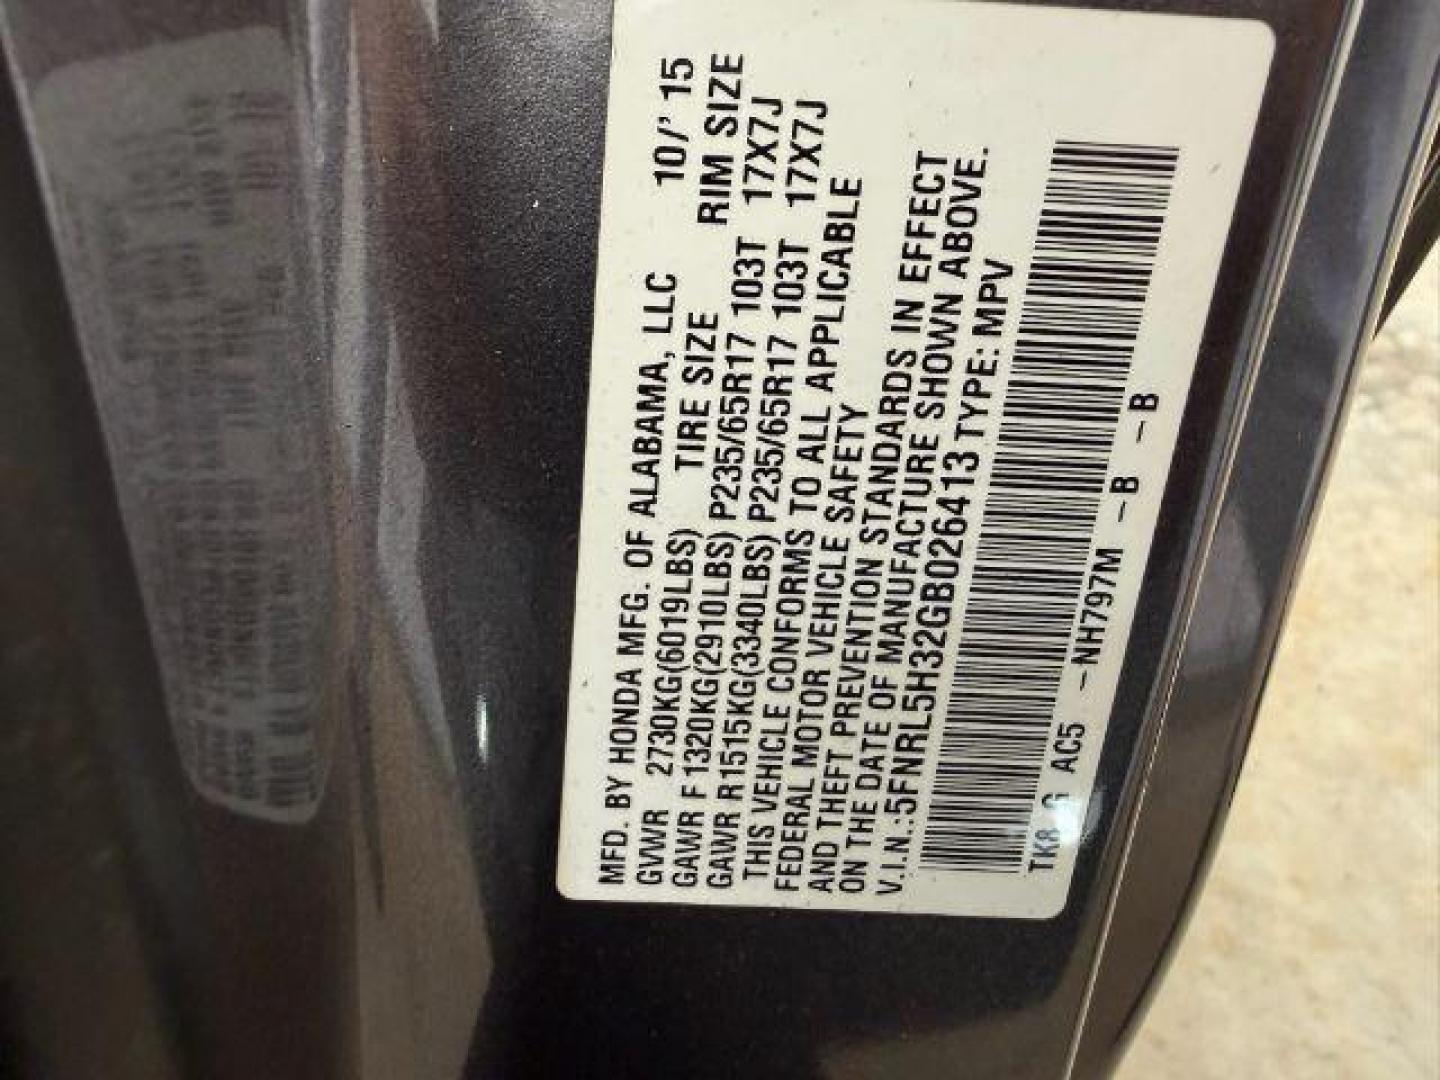 MFD. BY HONDA MFG. OF ALABAMA, LLC 10/' 15
GVWR 2730KG(6019LBS) TIRE SIZE RIM SIZE
GAWR F 1320KG(2910LBS) P235/65R17 103T 17X7J
GAWR R1515KG(3340LBS) P235/65R17 103T 17X7J
THIS VEHICLE CONFORMS TO ALL APPLICABLE
FEDERAL MOTOR VEHICLE SAFETY
AND THEFT PREVENTION STANDARDS IN EFFECT
ON THE DATE OF MANUFACTURE SHOWN ABOVE.
V.I.N.:5FNRL5H32GB026413 TYPE: MPV
TK8-G AC5 -NH797M -B -B